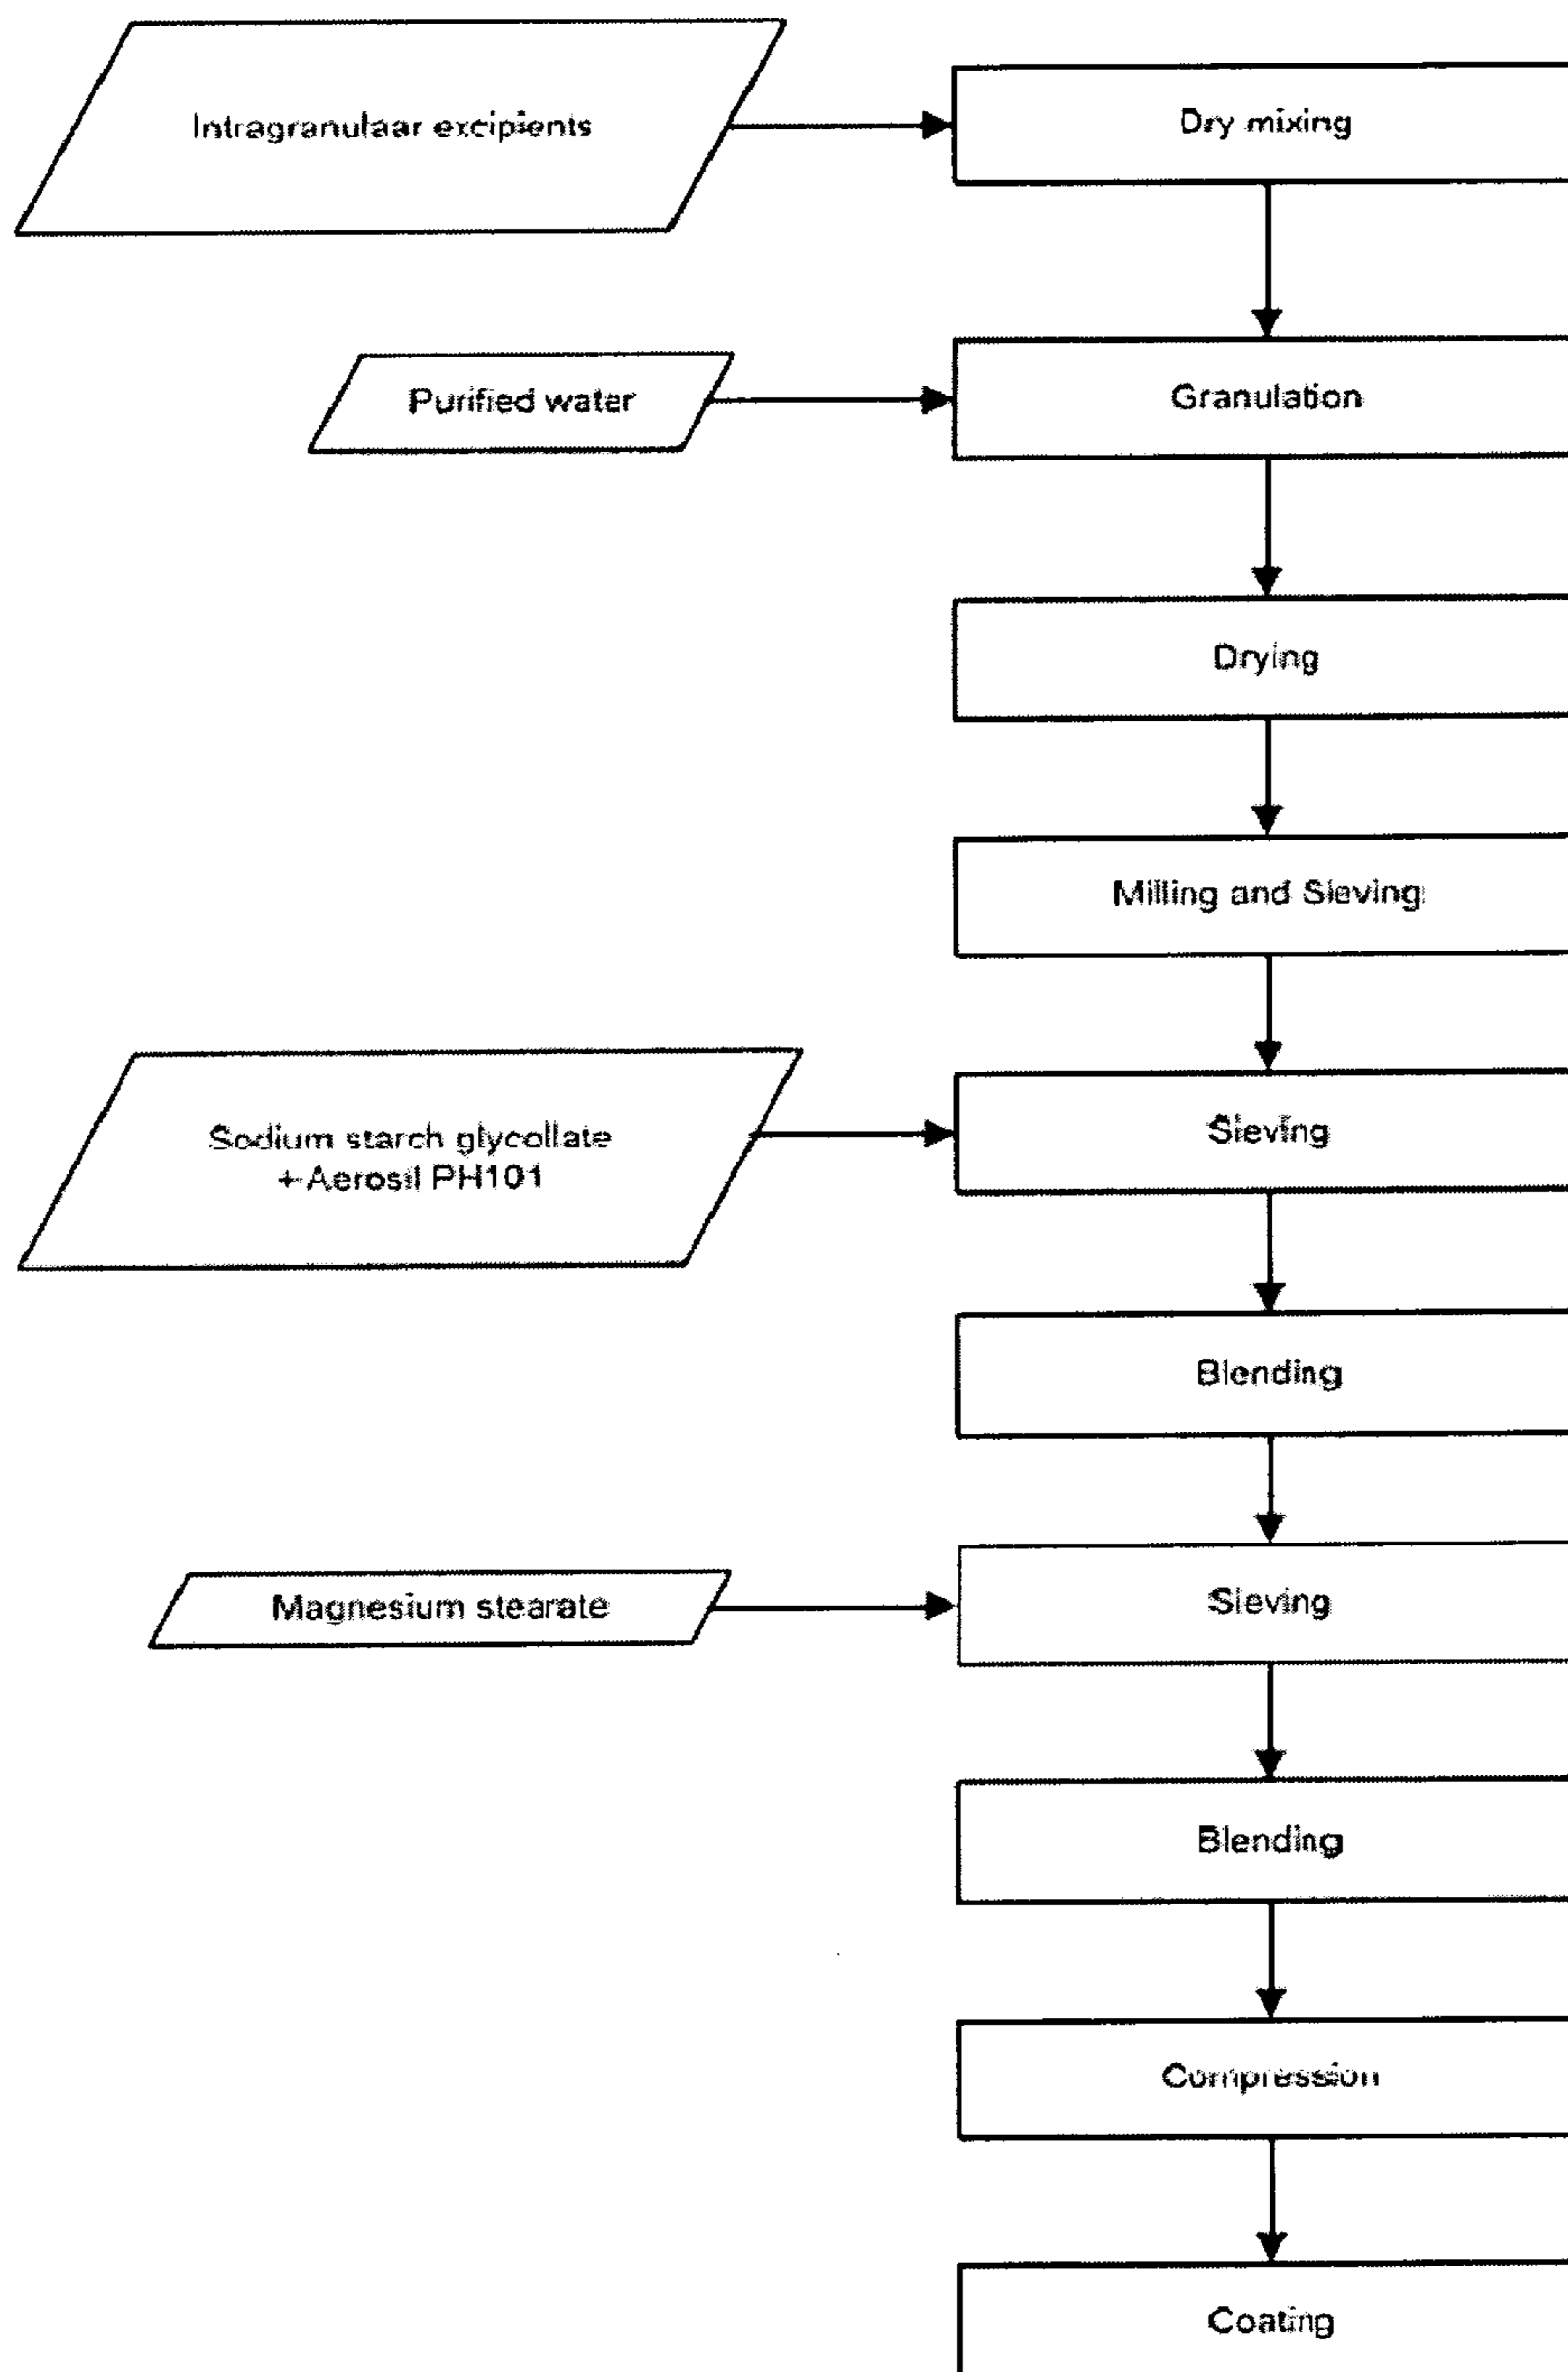 Intragranulaar excipients
Dry mixing
Purified water
Granulation
Drying
Milling and Sieving
Sodium starch glycollate
+ Aerosil PH101
Sieving
Blending
Magnesium stearate
Sieving
Blending
Compression
Coating